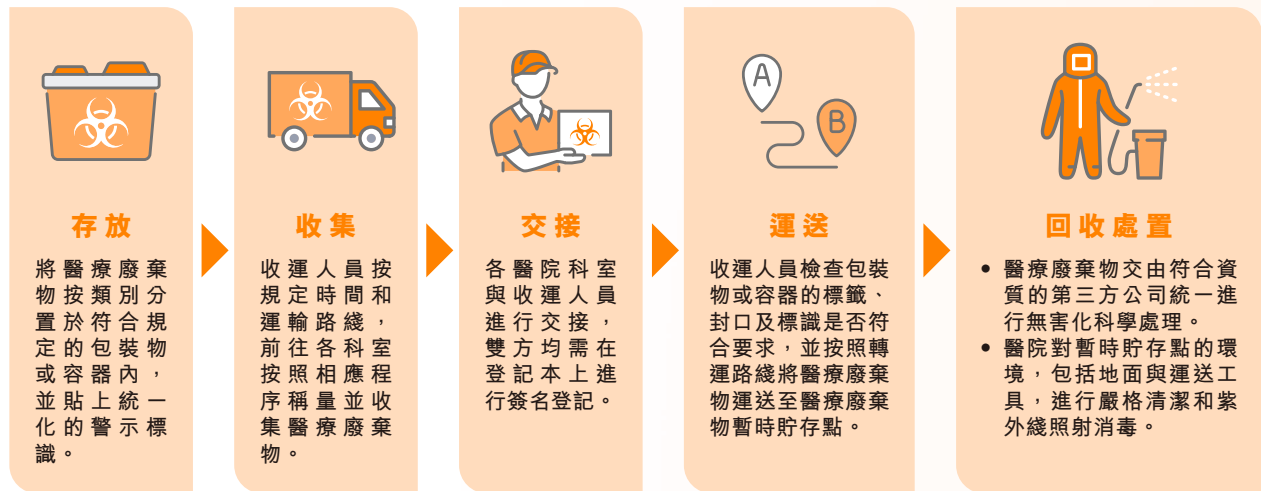 A
B
存放
將醫療廢棄
物按類別分
置於符合規
定的包裝物
或容器內，
並貼上統一
化的警示標
識。
收集
收運人員按
規定時間和
運輸路綫，
前往各科室
按照相應程
序稱量並收
集醫療廢棄
物。
交接
各醫院科室
與收運人員
進行交接，
雙方均需在
登記本上進
行簽名登記。
運送
收運人員檢查包裝
物或容器的標籤、
封口及標識是否符
合要求，並按照轉
運路綫將醫療廢棄
物運送至醫療廢棄
物暫時貯存點。
回收處置
• 醫療廢棄物交由符合資
質的第三方公司統一進
行無害化科學處理。
• 醫院對暫時貯存點的環
境，包括地面與運送工
具，進行嚴格清潔和紫
外綫照射消毒。